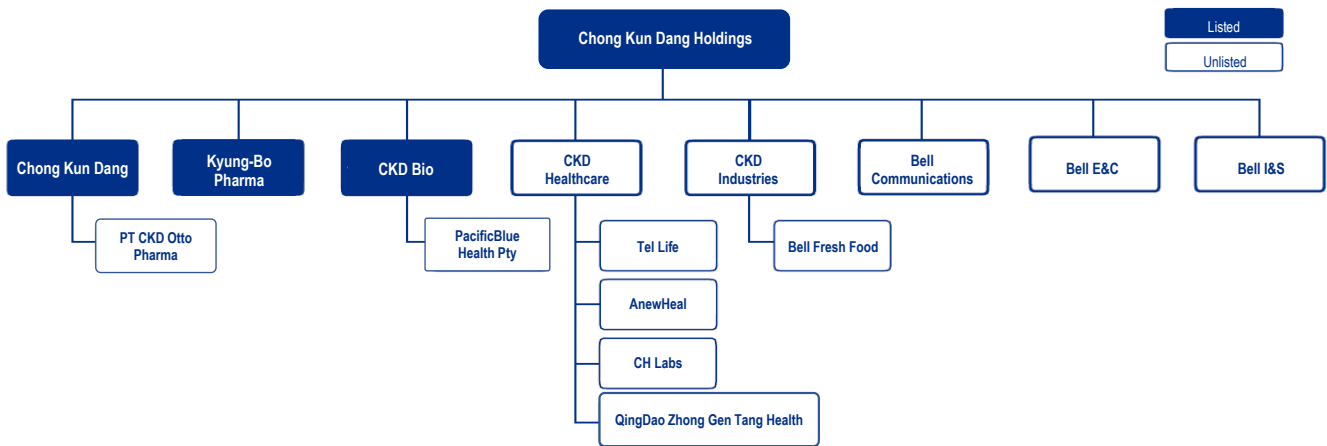 Chong Kun Dang Holdings
Listed
Unlisted
Chong Kun Dang
Kyung-Bo
Pharma
CKD Bio
CKD
Healthcare
CKD
Industries
Bell
Communications
Bell E&C
Bell I&S
PT CKD Otto
Pharma
PacificBlue
Health Pty
Tel Life
Bell Fresh Food
AnewHeal
CH Labs
QingDao Zhong Gen Tang Health